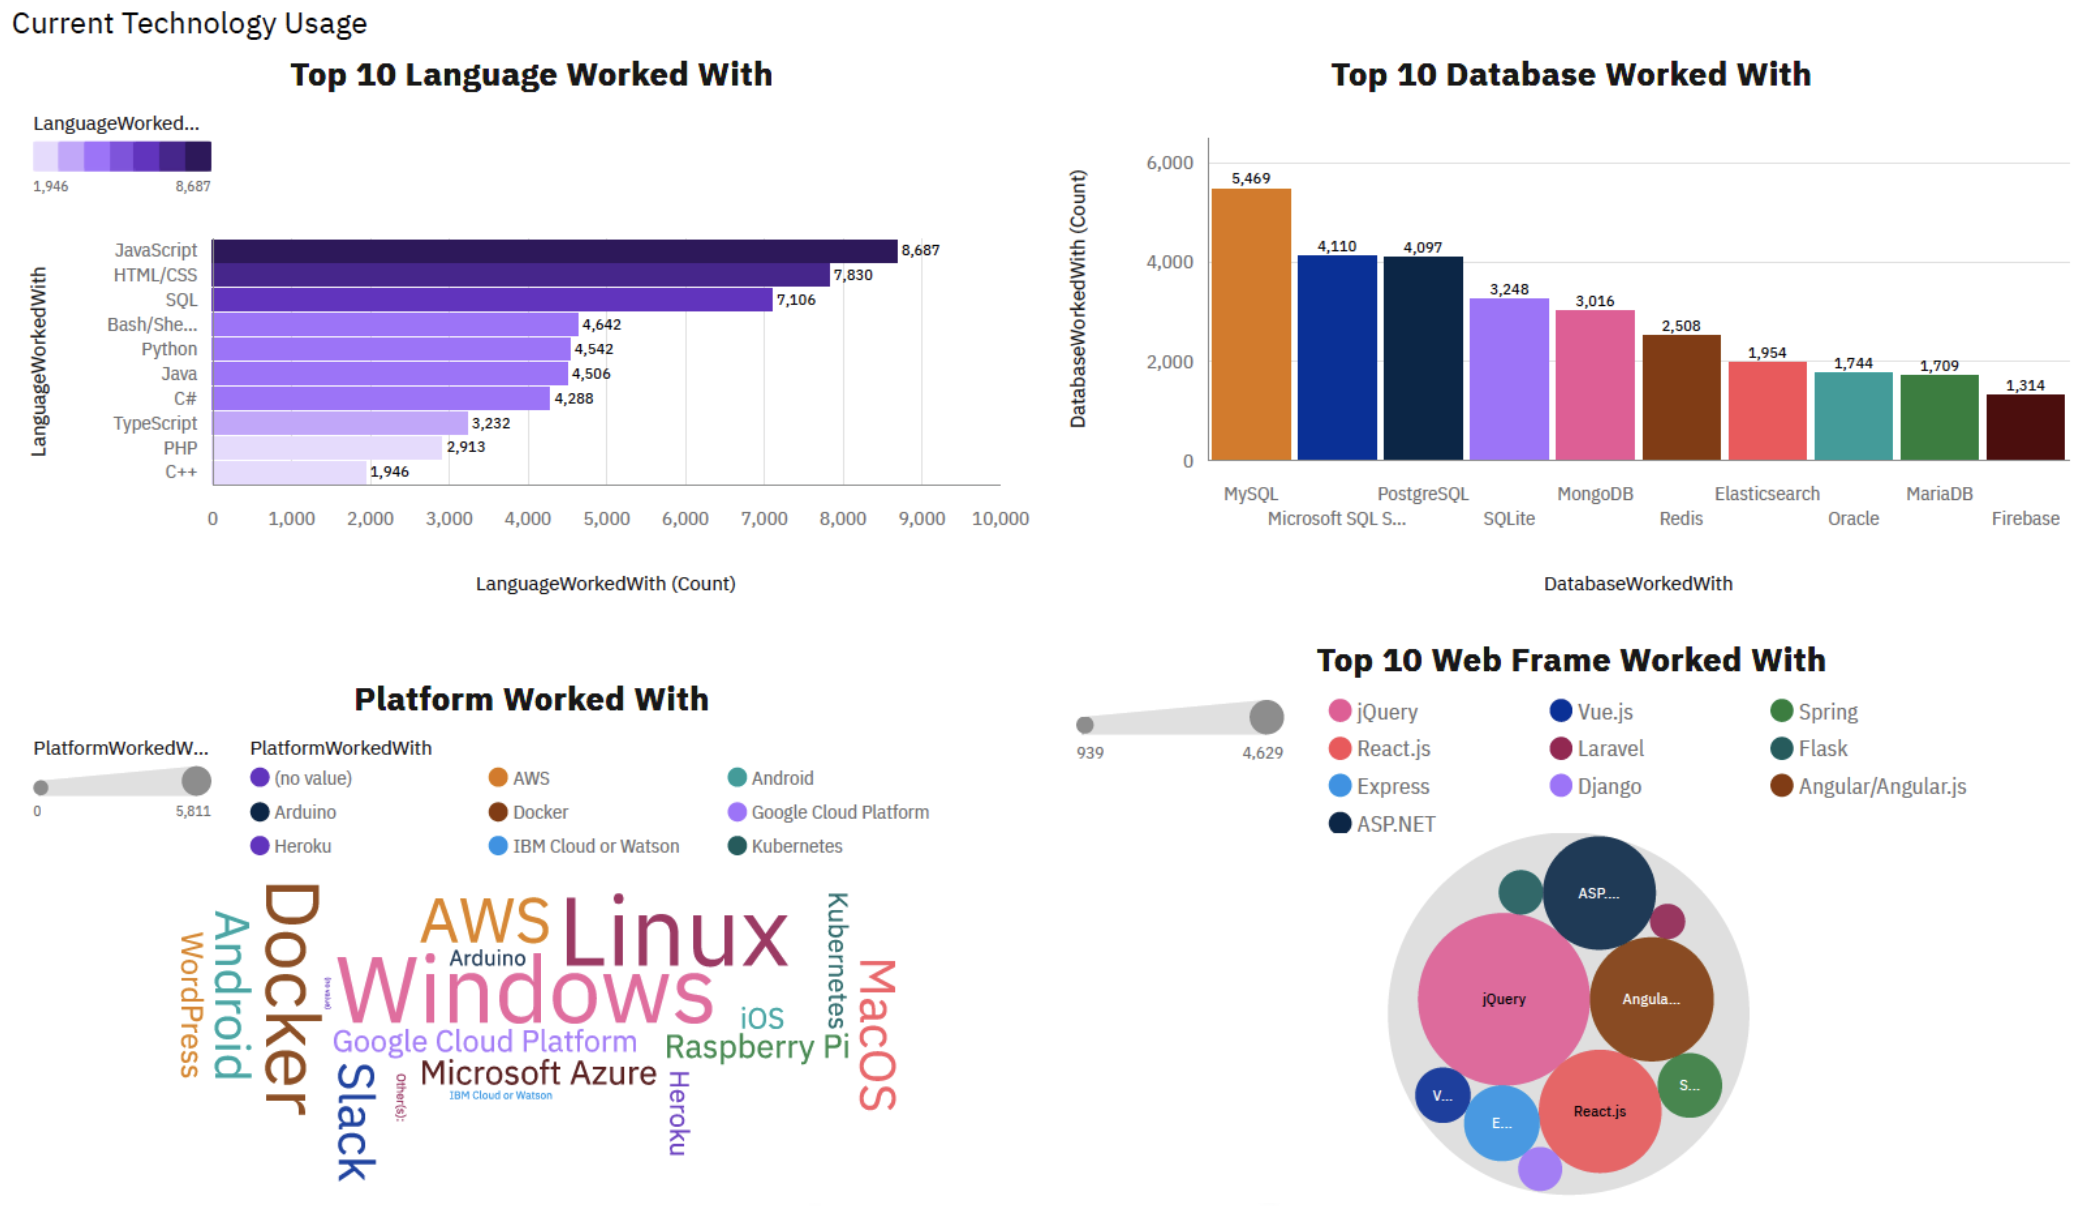 Current Technology Usage
Top 10 Language Worked With
LanguageWorked...
1,946 8,687
LanguageWorkedWith
JavaScript 8,687
HTML/CSS 7,830
SQL 7,106
Bash/She... 4,642
Python 4,542
Java 4,506
C# 4,288
TypeScript 3,232
PHP 2,913
C++ 1,946
0 1,000 2,000 3,000 4,000 5,000 6,000 7,000 8,000 9,000 10,000
LanguageWorkedWith (Count)
Top 10 Database Worked With
DatabaseWorkedWith (Count)
6,000
4,000
2,000
0
5,469
4,110
4,097
3,248
3,016
2,508
1,954
1,744
1,709
1,314
MySQL PostgreSQL MongoDB Elasticsearch MariaDB
Microsoft SQL S... SQLite Redis Oracle Firebase
DatabaseWorkedWith
Platform Worked With
PlatformWorkedW...
0 5,811
PlatformWorkedWith
(no value) AWS Android
Arduino Docker Google Cloud Platform
Heroku IBM Cloud or Watson Kubernetes
WordPress
Android
Docker
(no value)
AWS
Linux
Arduino
Windows
Kubernetes
MacOS
iOS
Google Cloud Platform
Raspberry Pi
Slack
Other(s):
Microsoft Azure
IBM Cloud or Watson
Heroku
Top 10 Web Frame Worked With
939 4,629
jQuery Vue.js Spring
React.js Laravel Flask
Express Django Angular/Angular.js
ASP.NET
ASP....
jQuery
Angula...
V...
E...
React.js
S...